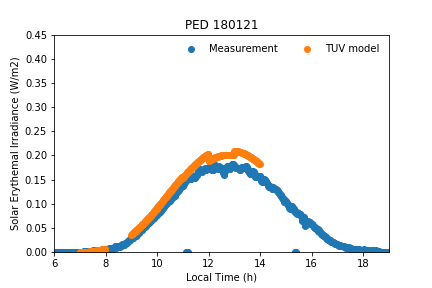 PED 180121
Solar Erythemal Irradiance (W/m2)
0.45
0.40
0.35
0.30
0.25
0.20
0.15
0.10
0.05
0.00
Measurement
TUV model
6 8 10 12 14 16 18
Local Time (h)